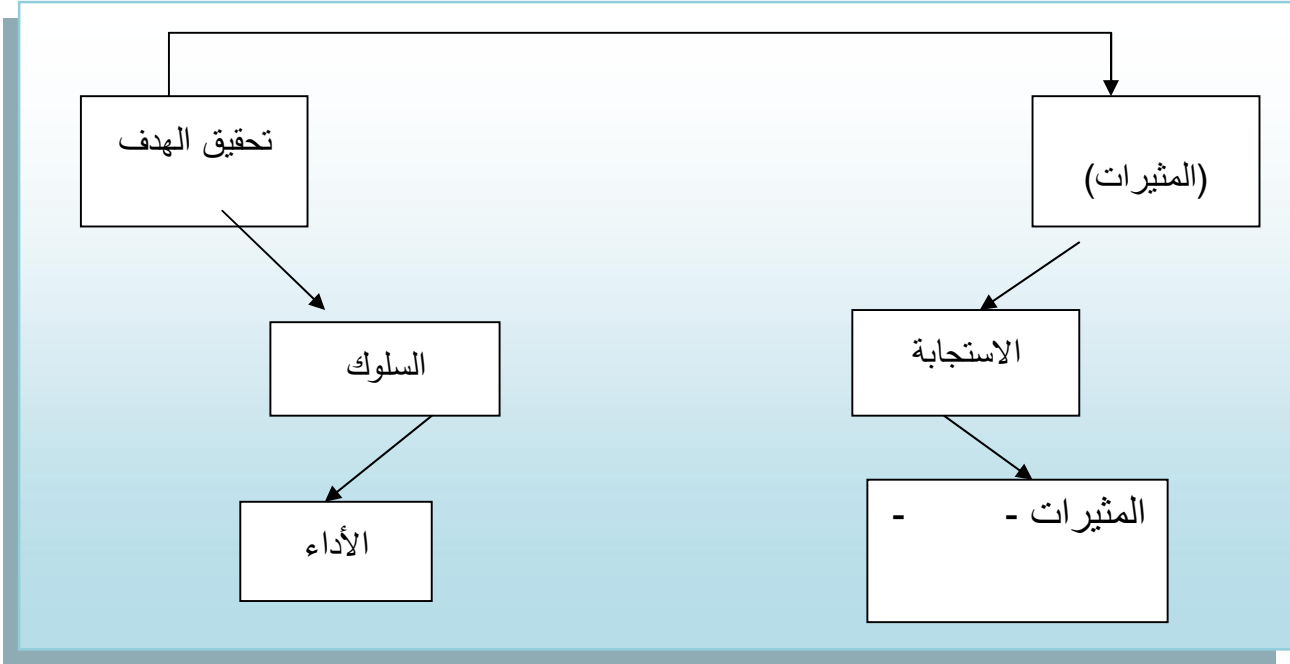 (المثيرات)
تحقيق الهدف
الاستجابة
السلوك
المثيرات - -
الأداء